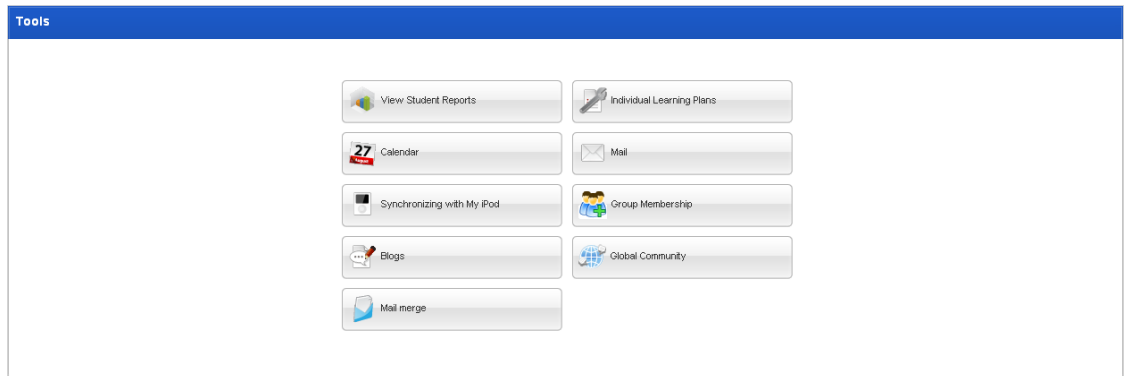 Tools
View Student Reports
Individual Learning Plans
27
Calendar
Mail
Synchronizing with My iPod
Group Membership
Blogs
Global Community
Mail merge